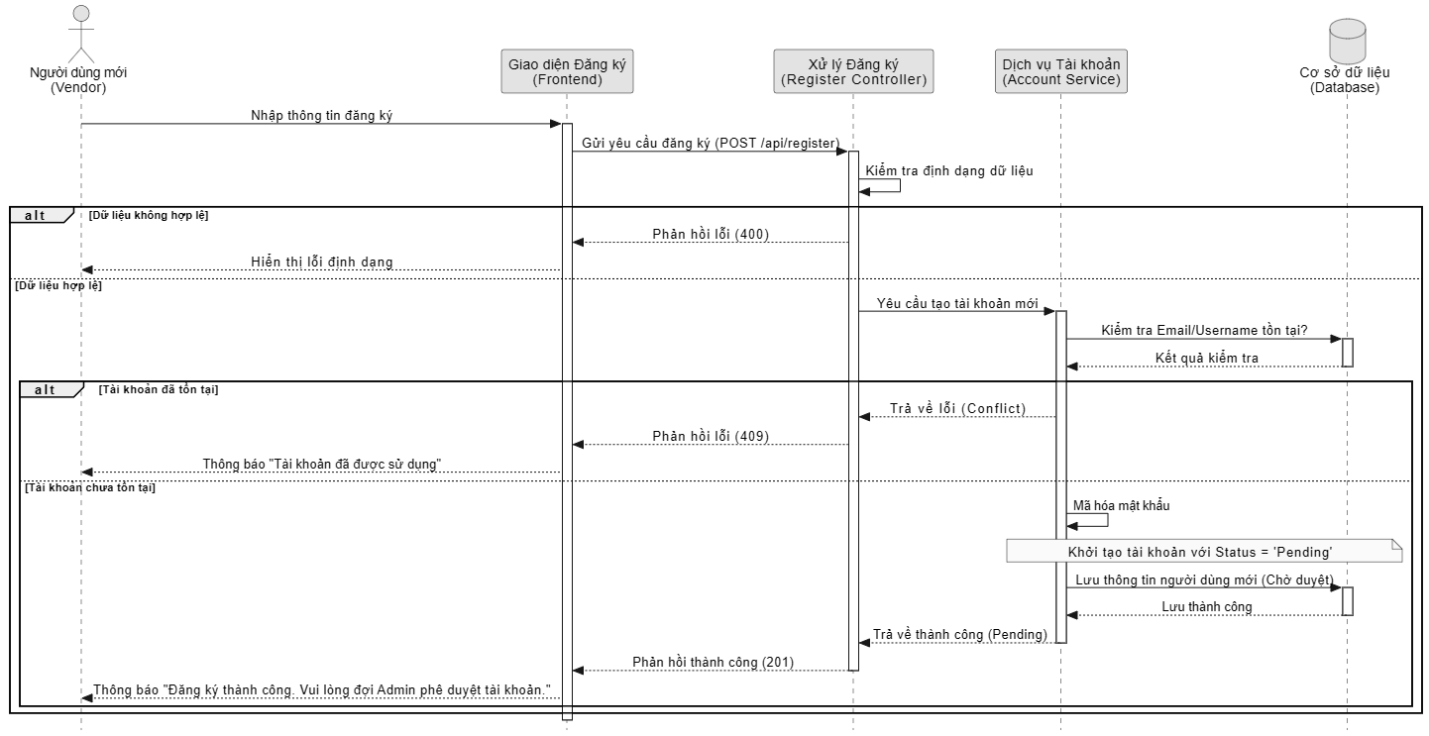 Người dùng mới
(Vendor)
Giao diện Đăng ký
(Frontend)
Xử lý Đăng ký
(Register Controller)
Dịch vụ Tài khoản
(Account Service)
Cơ sở dữ liệu
(Database)
Nhập thông tin đăng ký
Gửi yêu cầu đăng ký (POST /api/register)
Kiểm tra định dạng dữ liệu
alt
[Dữ liệu không hợp lệ]
Phản hồi lỗi (400)
Hiển thị lỗi định dạng
[Dữ liệu hợp lệ]
Yêu cầu tạo tài khoản mới
Kiểm tra Email/Username tồn tại?
Kết quả kiểm tra
alt
[Tài khoản đã tồn tại]
Trả về lỗi (Conflict)
Phản hồi lỗi (409)
Thông báo "Tài khoản đã được sử dụng"
[Tài khoản chưa tồn tại]
Mã hóa mật khẩu
Khởi tạo tài khoản với Status = 'Pending'
Lưu thông tin người dùng mới (Chờ duyệt)
Lưu thành công
Trả về thành công (Pending)
Phản hồi thành công (201)
Thông báo "Đăng ký thành công. Vui lòng đợi Admin phê duyệt tài khoản."